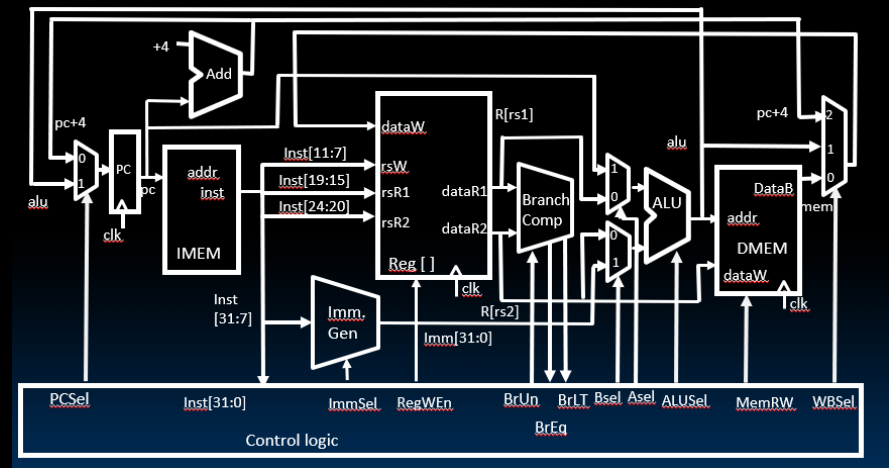 +4
Add
pc+4
0
1
alu
PC
pc
clk
addr
inst
IMEM
Inst[11:7]
Inst[19:15]
Inst[24:20]
Inst
[31:7]
dataW
rsW
rsR1
rsR2
dataR1
dataR2
Reg [ ]
clk
R[rs1]
R[rs2]
Imm.
Gen
Imm[31:0]
Branch
Comp
1
0
0
1
ALU
alu
pc+4
2
1
0
mem
DataB
addr
DMEM
dataW
clk
PCSel
Inst[31:0]
ImmSel
RegWEn
BrUn
BrEq
BrLT
Bsel
Asel
ALUSel
MemRW
WBSel
Control logic